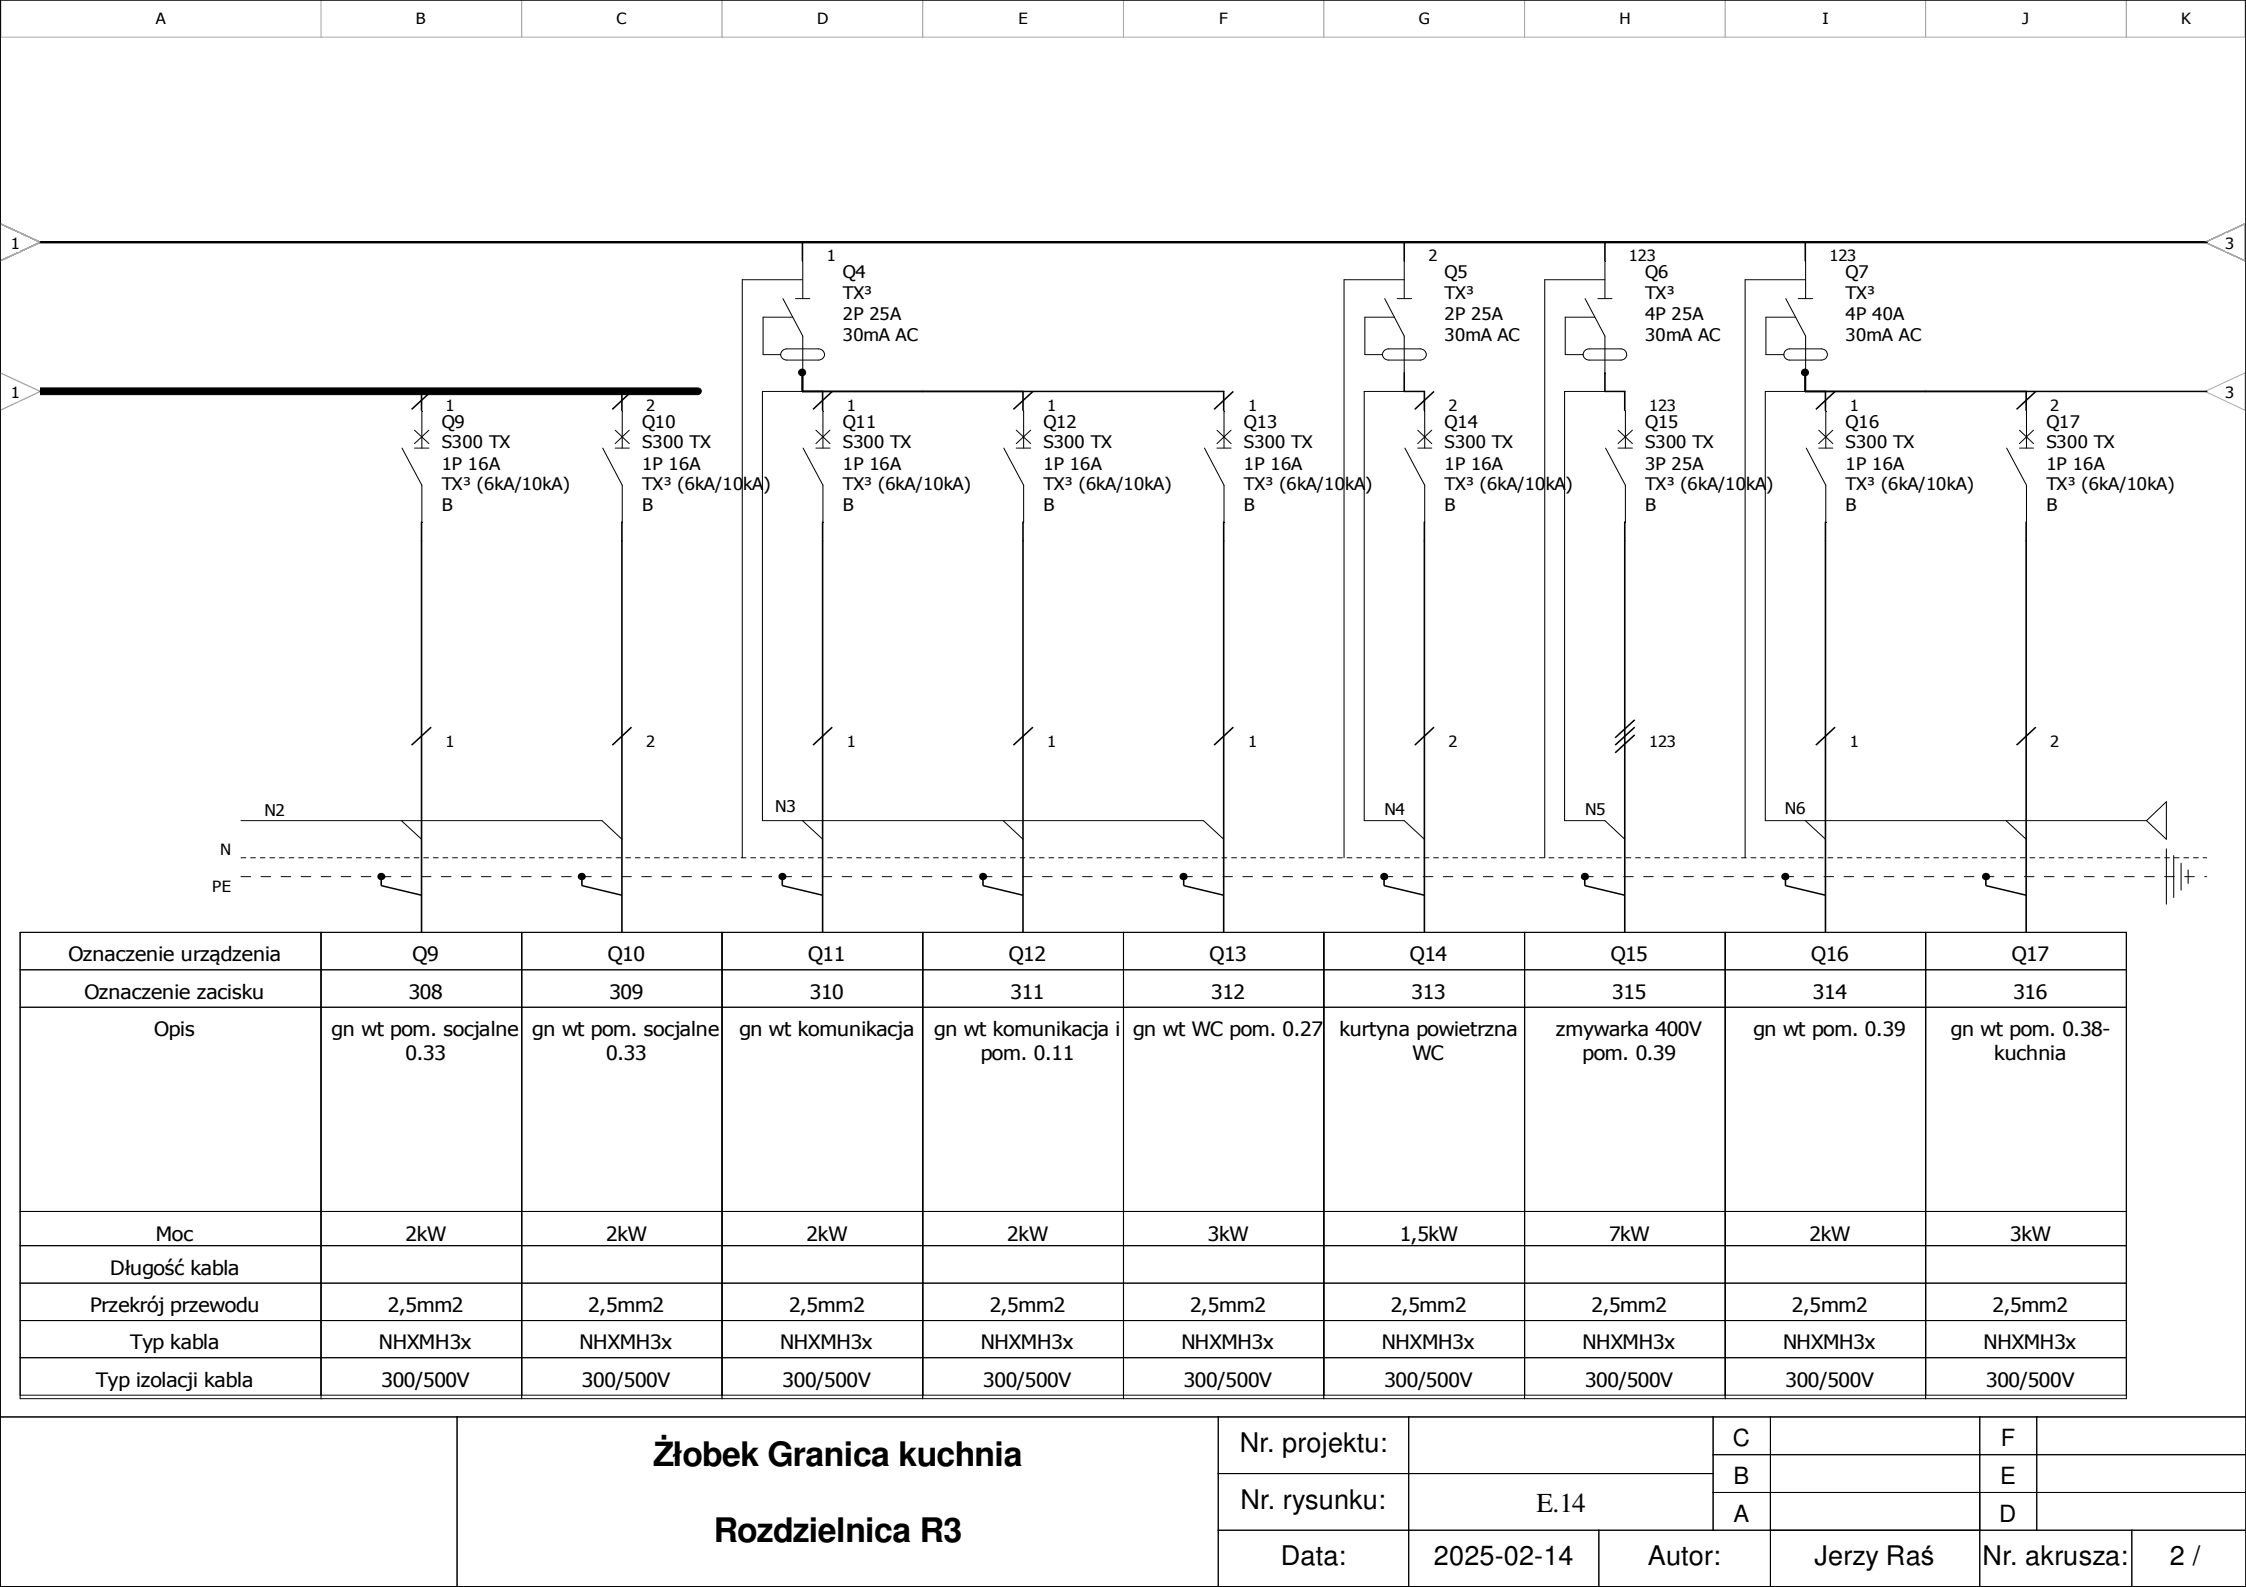 A B C D E F G H I J K
1 3
1 2 123 123
Q4 Q5 Q6 Q7
TX³ TX³ TX³ TX³
2P 25A 2P 25A 4P 25A 4P 40A
30mA AC 30mA AC 30mA AC 30mA AC
1 3
1 2 1 1 1 2 123 1 2
Q9 Q10 Q11 Q12 Q13 Q14 Q15 Q16 Q17
S300 TX S300 TX S300 TX S300 TX S300 TX S300 TX S300 TX S300 TX S300 TX
1P 16A 1P 16A 1P 16A 1P 16A 1P 16A 1P 16A 3P 25A 1P 16A 1P 16A
TX³ (6kA/10kA) TX³ (6kA/10kA) TX³ (6kA/10kA) TX³ (6kA/10kA) TX³ (6kA/10kA) TX³ (6kA/10kA) TX³ (6kA/10kA) TX³ (6kA/10kA) TX³ (6kA/10kA)
B B B B B B B B B
1 2 1 1 1 2 123 1 2
N2 N3 N4 N5 N6
N
PE
Oznaczenie urządzenia Q9 Q10 Q11 Q12 Q13 Q14 Q15 Q16 Q17
Oznaczenie zacisku 308 309 310 311 312 313 315 314 316
Opis gn wt pom. socjalne gn wt pom. socjalne gn wt komunikacja gn wt komunikacja i gn wt WC pom. 0.27 kurtyna powietrzna zmywarka 400V gn wt pom. 0.39 gn wt pom. 0.38-
0.33 0.33 pom. 0.11 WC pom. 0.39 kuchnia
Moc 2kW 2kW 2kW 2kW 3kW 1,5kW 7kW 2kW 3kW
Długość kabla
Przekrój przewodu 2,5mm2 2,5mm2 2,5mm2 2,5mm2 2,5mm2 2,5mm2 2,5mm2 2,5mm2 2,5mm2
Typ kabla NHXMH3x NHXMH3x NHXMH3x NHXMH3x NHXMH3x NHXMH3x NHXMH3x NHXMH3x NHXMH3x
Typ izolacji kabla 300/500V 300/500V 300/500V 300/500V 300/500V 300/500V 300/500V 300/500V 300/500V
Żłobek Granica kuchnia
Rozdzielnica R3
Nr. projektu: C F
B E
Nr. rysunku: E.14
A D
Data: 2025-02-14 Autor: Jerzy Raś Nr. akrusza: 2 /